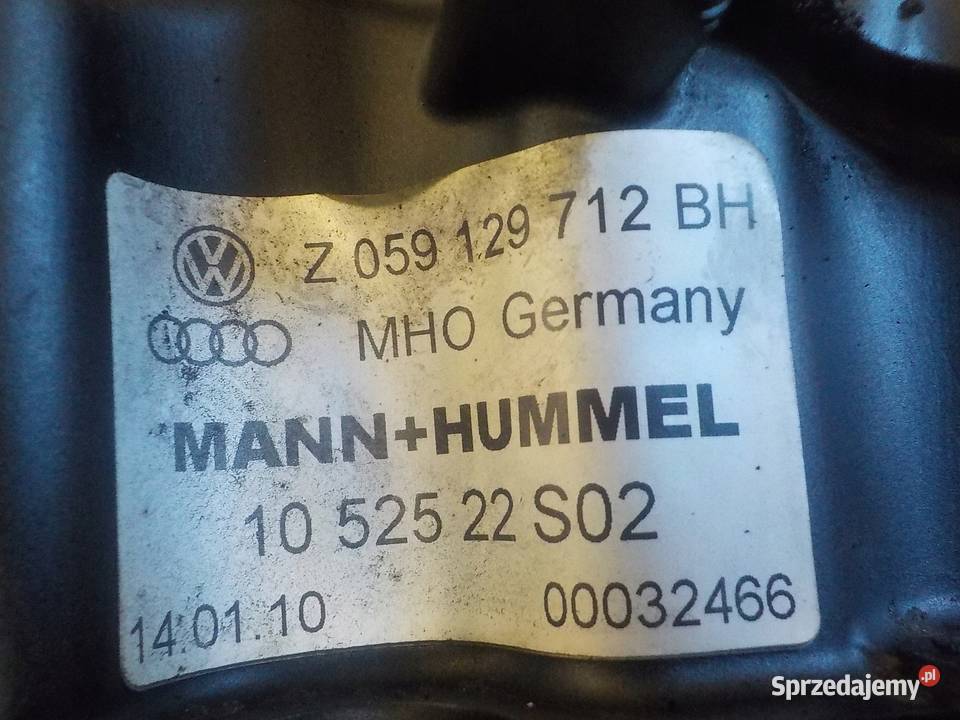 Z 059 129 712 BH
MHO Germany
MANN+HUMMEL
10 525 22 S02
14.01.10 00032466
Sprzedajemy.pl